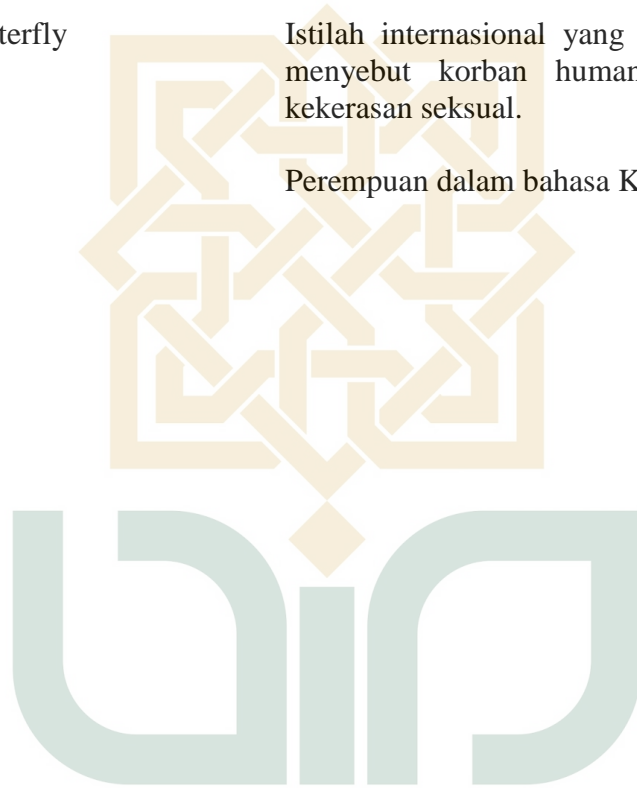 terfly
Istilah internasional yang
menyebut korban human
kekerasan seksual.
Perempuan dalam bahasa K